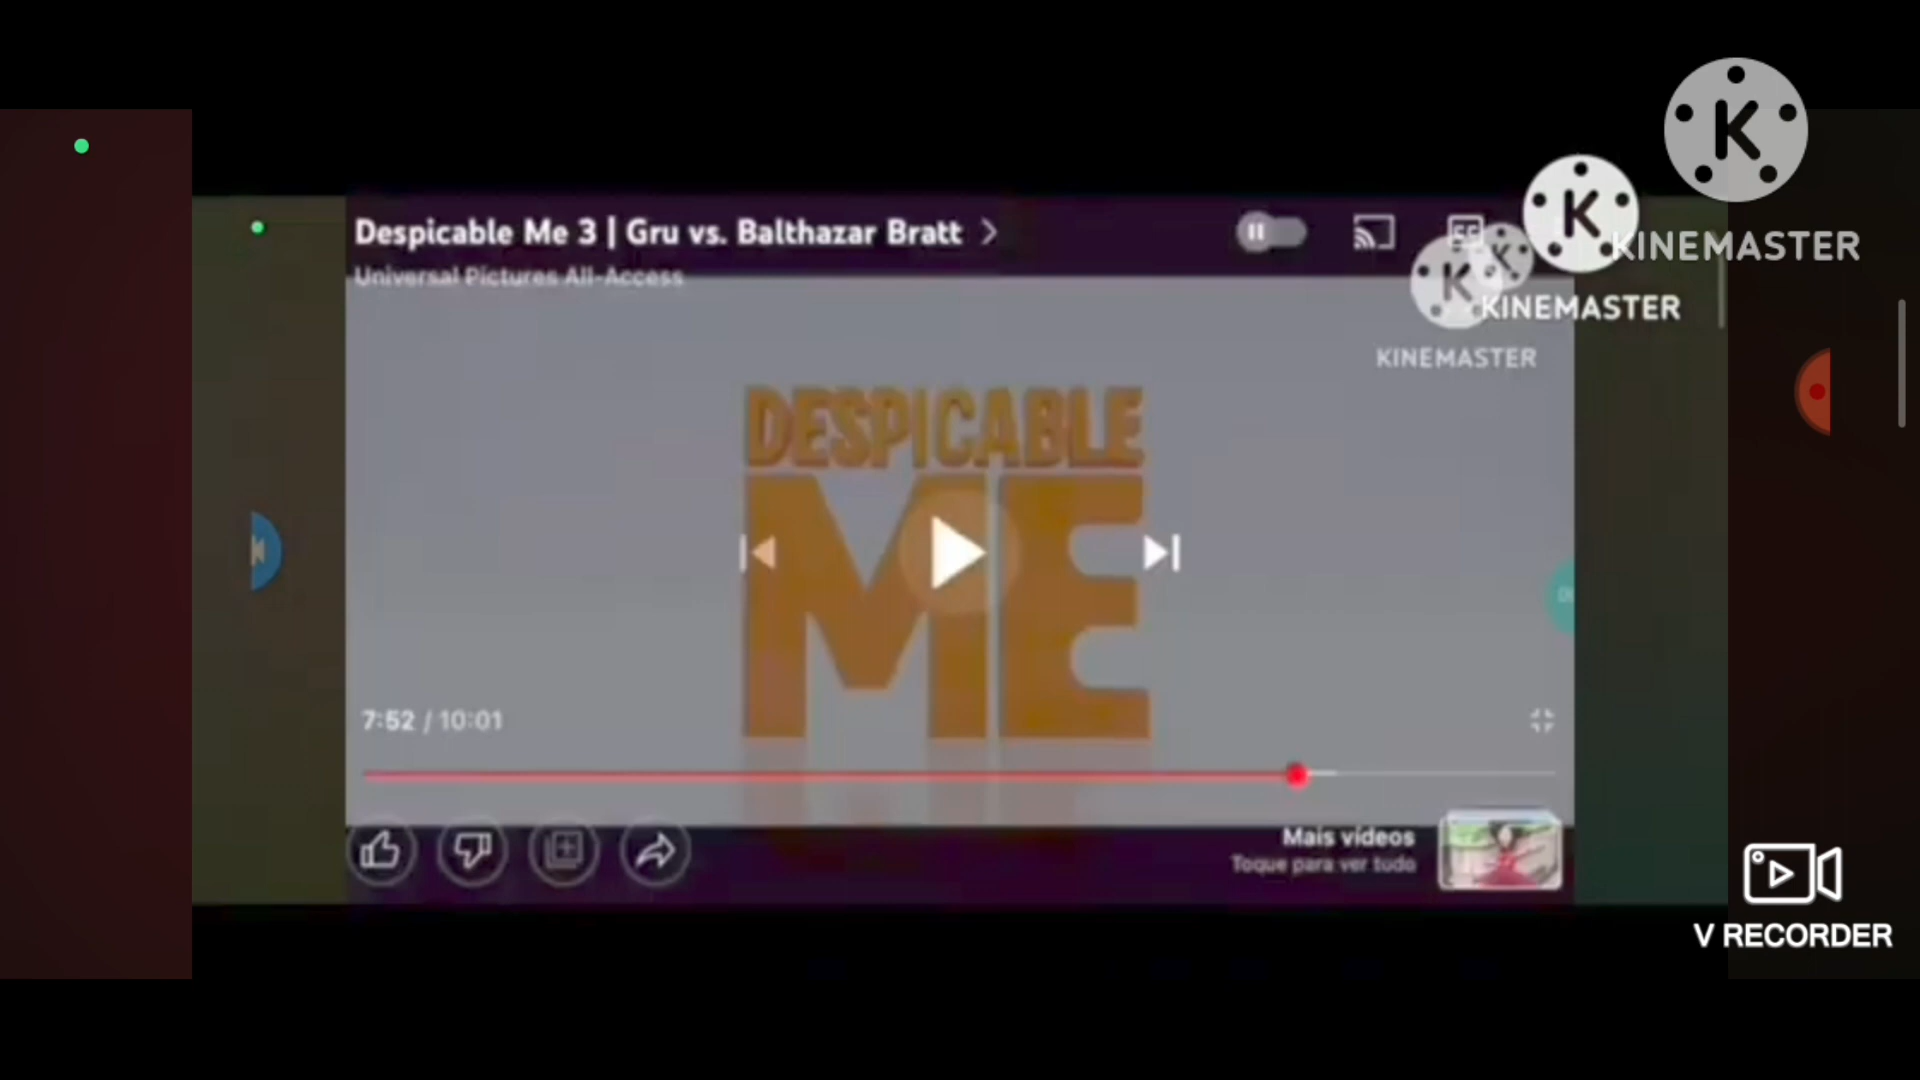 Despicable Me 3 | Gru vs. Balthazar Bratt
Universal Pictures All-Access
KINEMASTER
KINEMASTER
KINEMASTER
DESPICABLE
ME
7:52 / 10:01
Mais vídeos
Toque para ver tudo
V RECORDER